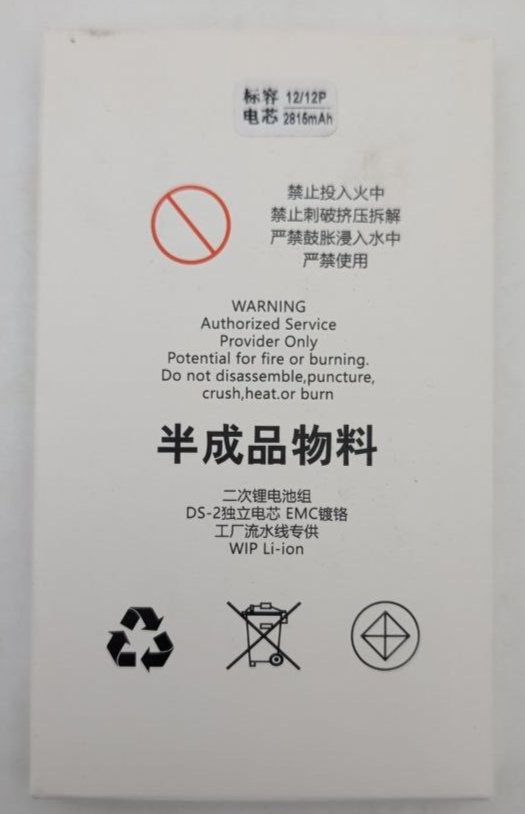 标容 12/12P
电芯 2815mAh
禁止投入火中
禁止刺破挤压拆解
严禁鼓胀浸入水中
严禁使用
WARNING
Authorized Service
Provider Only
Potential for fire or burning.
Do not disassemble,puncture,
crush,heat.or burn
半成品物料
二次锂电池组
DS-2独立电芯 EMC镀铬
工厂流水线专供
WIP Li-ion